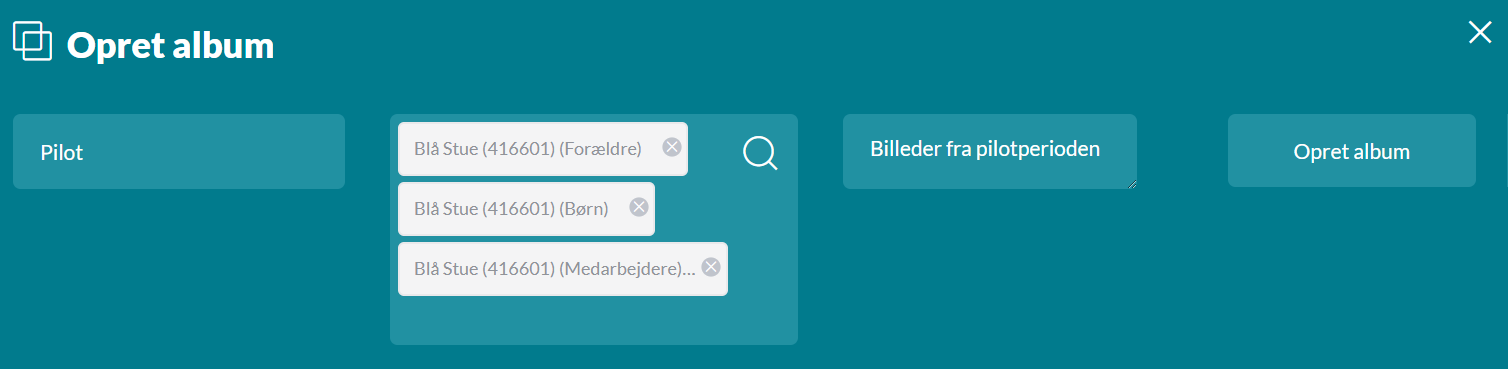 Opret album
Pilot
Blå Stue (416601) (Forældre)
Blå Stue (416601) (Børn)
Blå Stue (416601) (Medarbejdere)...
Billeder fra pilotperioden
Opret album